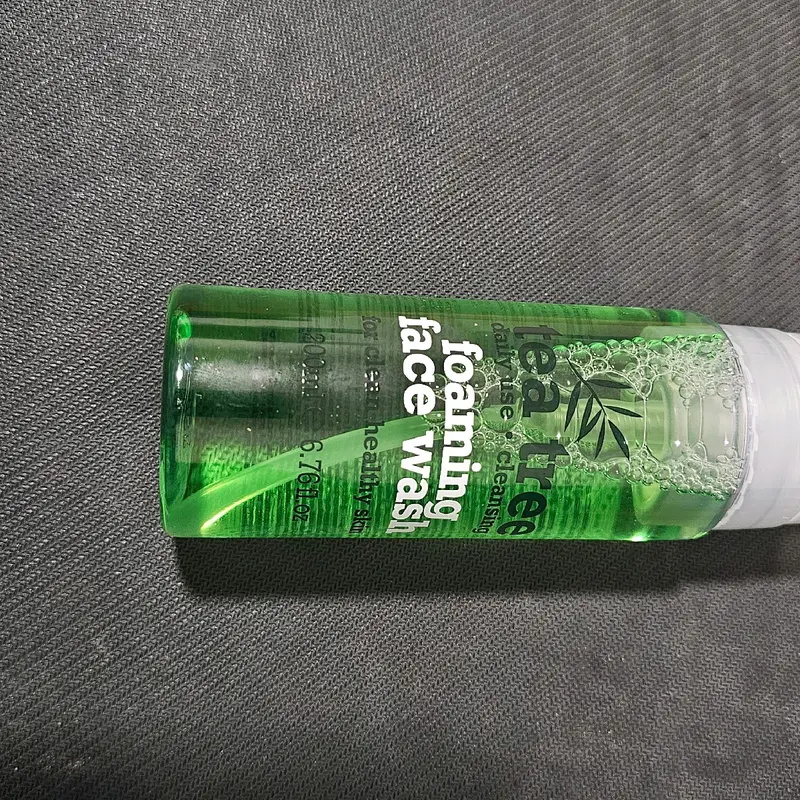 tea tree
daily use • cleansing
foaming
face wash
for clean healthy skin
200ml ℮ 6.76fl.oz